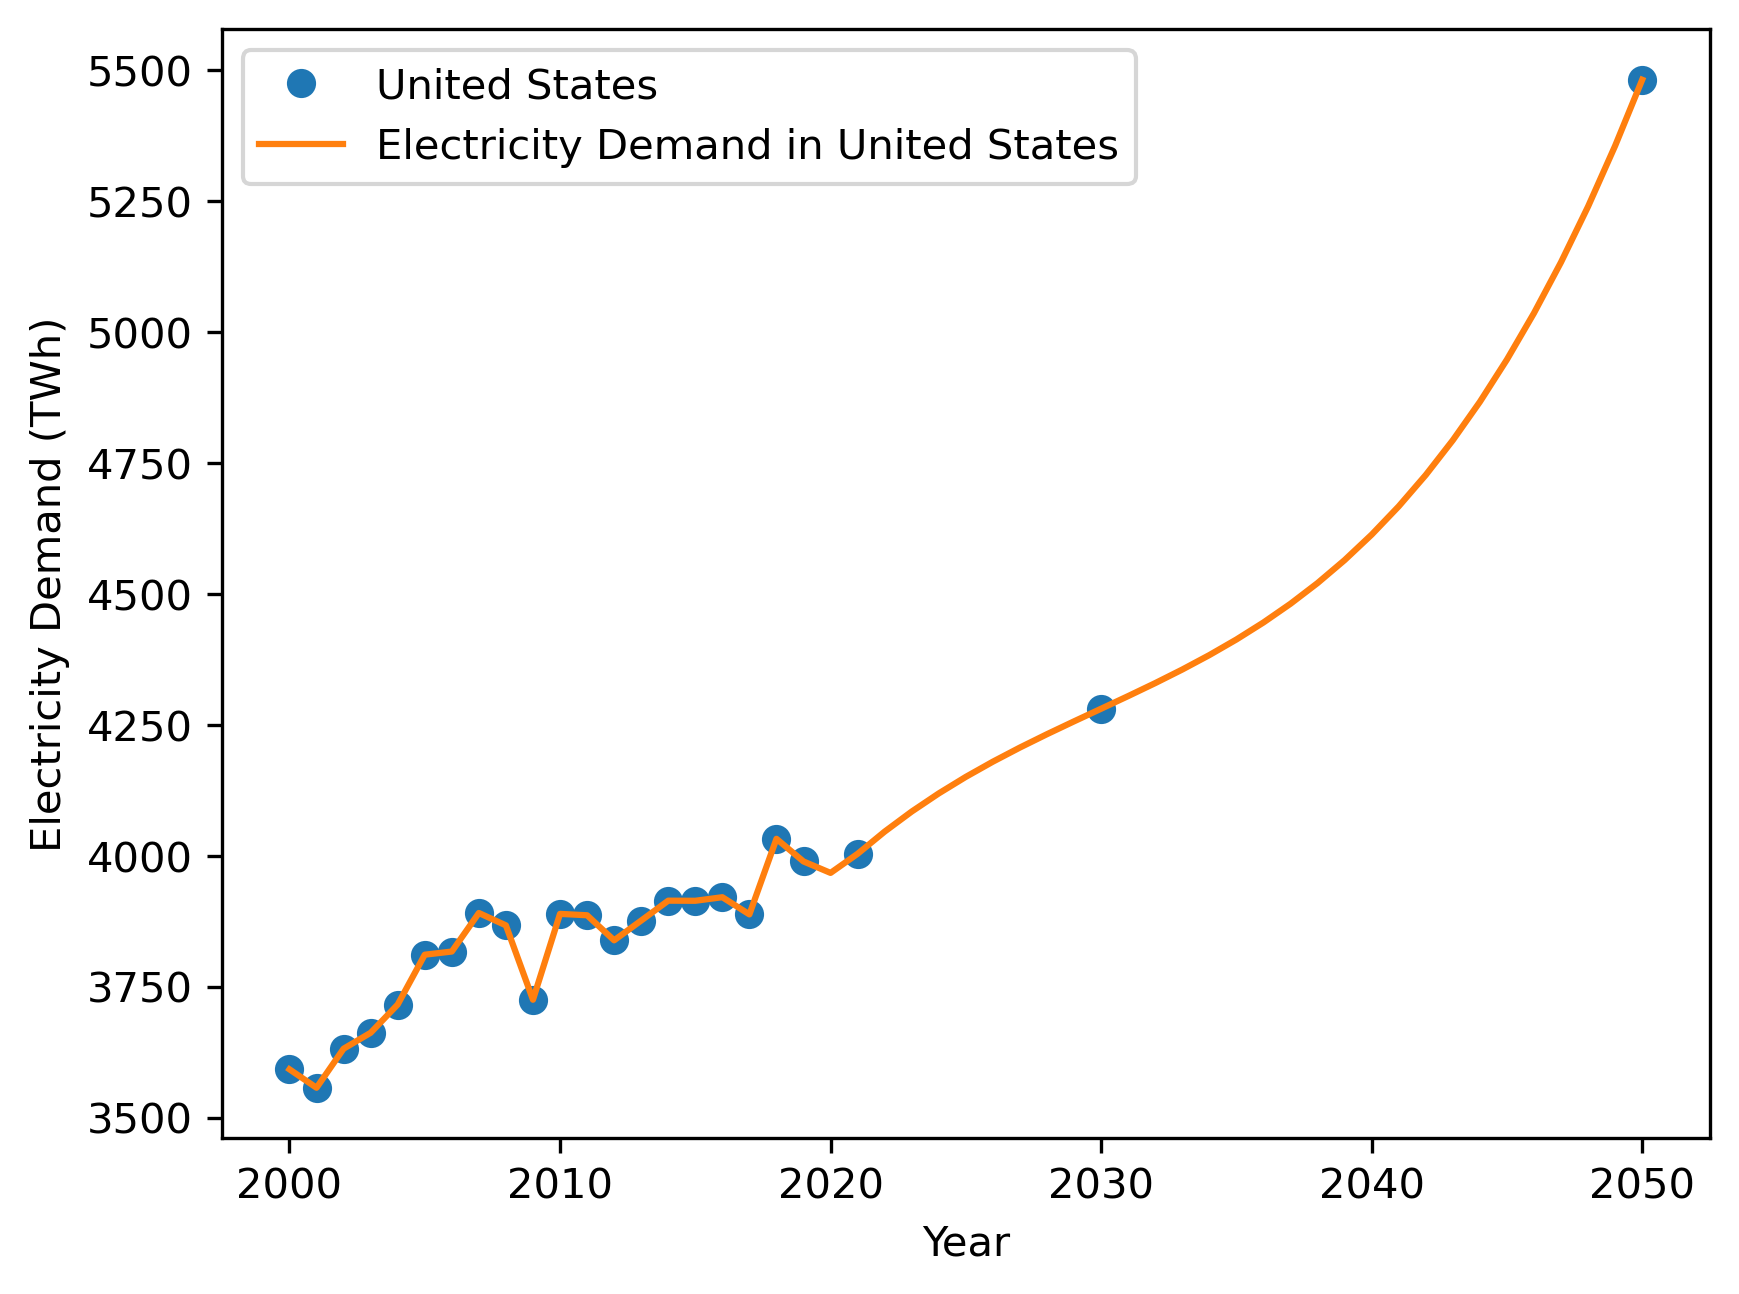 United States
Electricity Demand in United States
5500
5250
5000
4750
4500
4250
4000
3750
3500
Electricity Demand (TWh)
2000 2010 2020 2030 2040 2050
Year